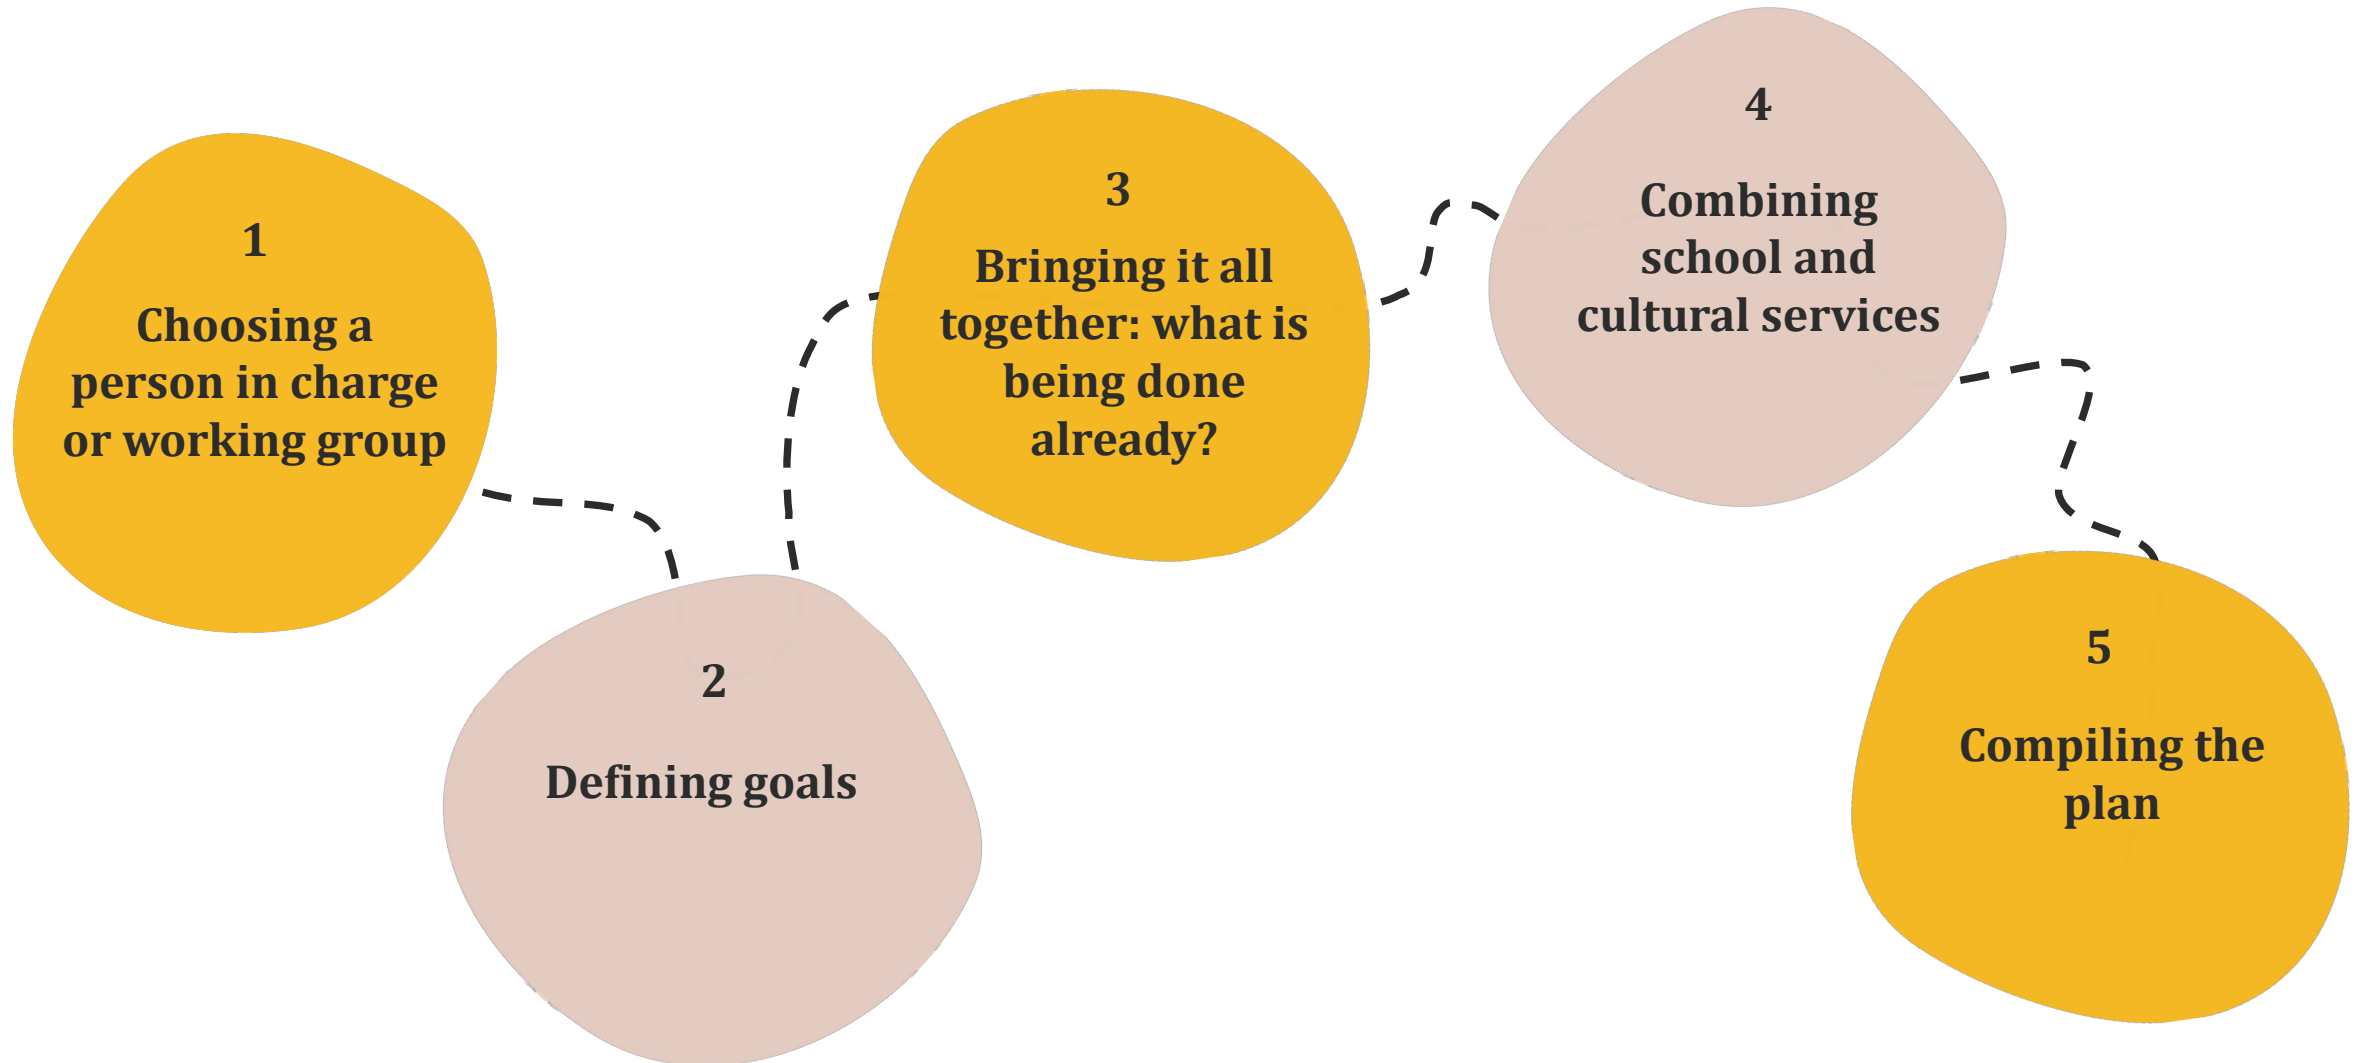 1
Choosing a
person in charge
or working group
2
Defining goals
3
Bringing it all
together: what is
being done
already?
4
Combining
school and
cultural services
5
Compiling the
plan